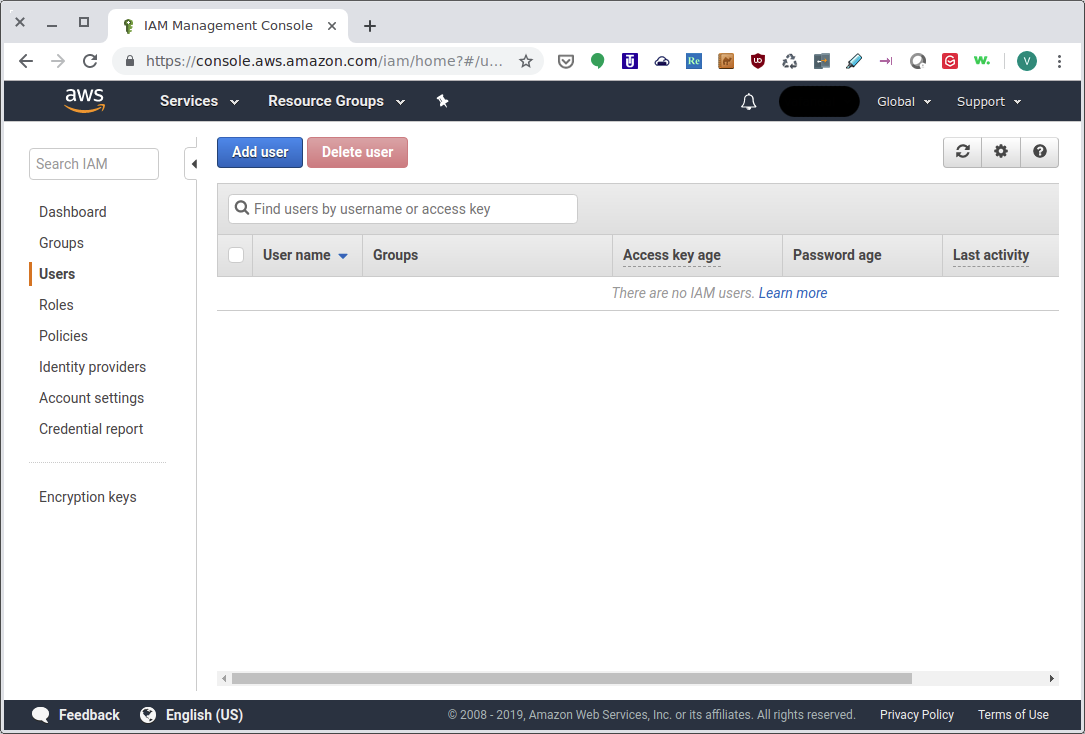 IAM Management Console
https://console.aws.amazon.com/iam/home?#/u...
Re
UD
V
aws
Services
Resource Groups
Global
Support
Search IAM
Add user
Delete user
Dashboard
Find users by username or access key
Groups
User name
Groups
Access key age
Password age
Last activity
Users
There are no IAM users. Learn more
Roles
Policies
Identity providers
Account settings
Credential report
Encryption keys
Feedback
English (US)
© 2008 - 2019, Amazon Web Services, Inc. or its affiliates. All rights reserved.
Privacy Policy
Terms of Use